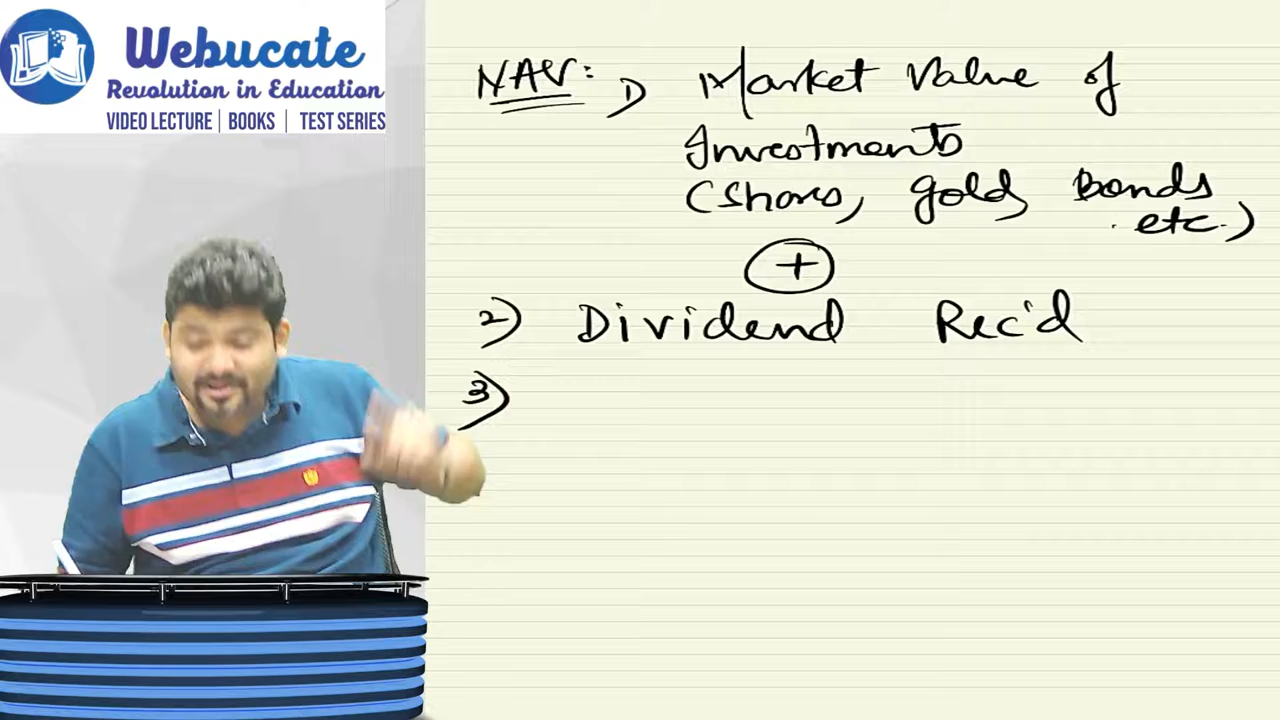 Webucate
Revolution in Education
VIDEO LECTURE | BOOKS | TEST SERIES
NAV: 1) Market Value of
Investments
(Shares, gold Bonds
etc.)
+
2) Dividend Rec'd
3)